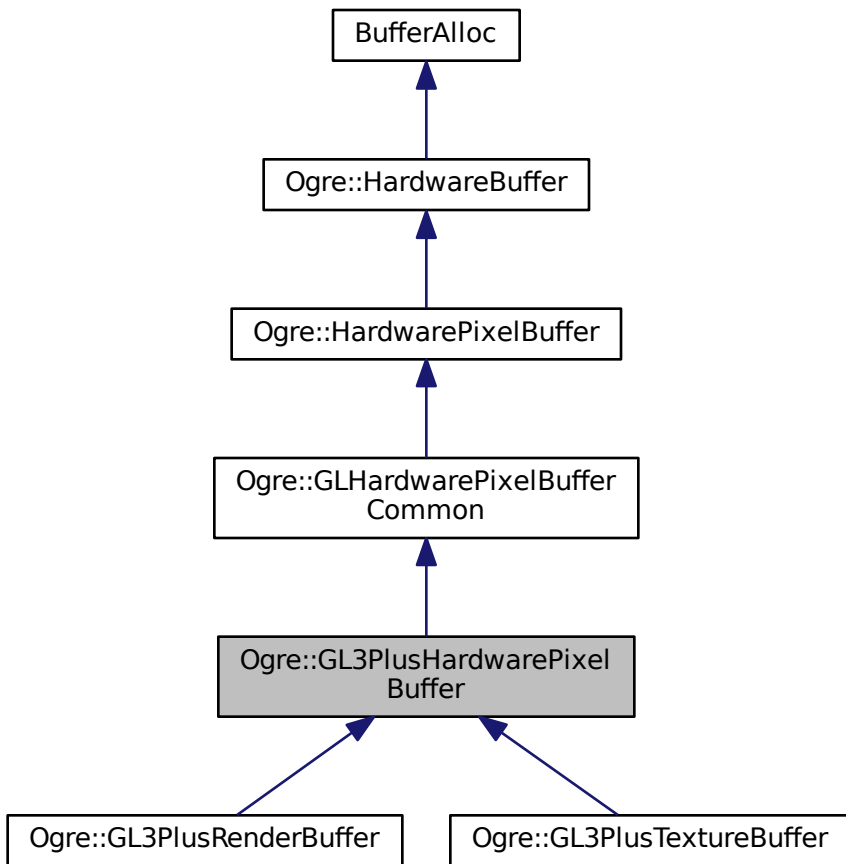 BufferAlloc
Ogre::HardwareBuffer
Ogre::HardwarePixelBuffer
Ogre::GLHardwarePixelBuffer
Common
Ogre::GL3PlusHardwarePixel
Buffer
Ogre::GL3PlusRenderBuffer
Ogre::GL3PlusTextureBuffer